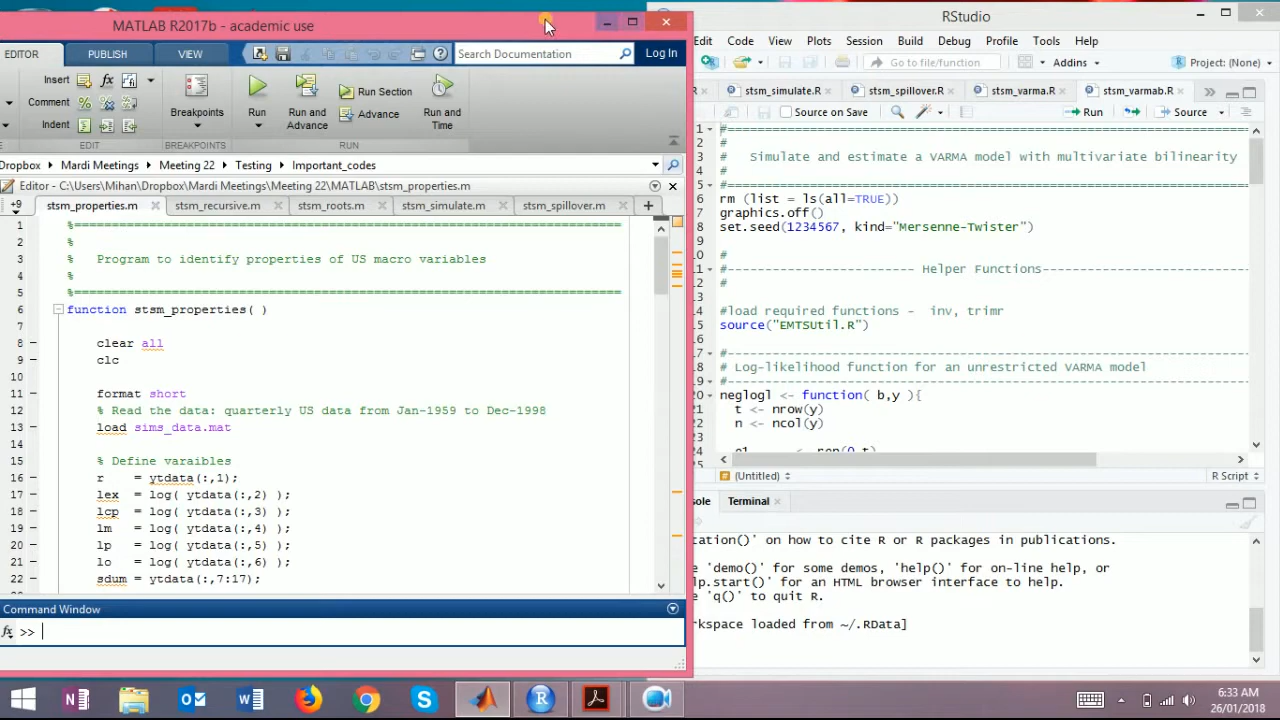 MATLAB R2017b - academic use
EDITOR
PUBLISH
VIEW
Search Documentation
Log In
Insert
fx
Comment
%
Indent
EDIT
Breakpoints
BREAKPOINTS
Run
Run and Advance
Run Section
Advance
Run and Time
RUN
Dropbox
Mardi Meetings
Meeting 22
Testing
Important_codes
Editor - C:\Users\Mihan\Dropbox\Mardi Meetings\Meeting 22\MATLAB\stsm_properties.m
+9
stsm_properties.m
stsm_recursive.m
stsm_roots.m
stsm_simulate.m
stsm_spillover.m
1 %=========================================================================
2 %
3 % Program to identify properties of US macro variables
4 %
5 %=========================================================================
6 function stsm_properties( )
7
8 clear all
9 clc
10
11 format short
12 % Read the data: quarterly US data from Jan-1959 to Dec-1998
13 load sims_data.mat
14
15 % Define varaibles
16 r = ytdata(:,1);
17 lex = log( ytdata(:,2) );
18 lcp = log( ytdata(:,3) );
19 lm = log( ytdata(:,4) );
20 lp = log( ytdata(:,5) );
21 lo = log( ytdata(:,6) );
22 sdum = ytdata(:,7:17);
Command Window
fx >>
RStudio
Code
View
Plots
Session
Build
Debug
Profile
Tools
Help
Go to file/function
Addins
Project: (None)
stsm_simulate.R
stsm_spillover.R
stsm_varma.R
stsm_varmab.R
Source on Save
Run
Source
1 #=========================================================================
2 #
3 # Simulate and estimate a VARMA model with multivariate bilinearity
4 #
5 #=========================================================================
6 rm (list = ls(all=TRUE))
7 graphics.off()
8 set.seed(1234567, kind="Mersenne-Twister")
9
10 #
11 #------------------------- Helper Functions---------------------------
12 #
13
14 #load required functions - inv, trimr
15 source("EMTSUtil.R")
16
17 #-----------------------------------------------------------------------
18 # Log-likelihood function for an unrestricted VARMA model
19 #-----------------------------------------------------------------------
20 neglogl <- function( b,y ){
21 t <- nrow(y)
22 n <- ncol(y)
23
24
25
(Untitled)
R Script
Terminal
tation()' on how to cite R or R packages in publications.
'demo()' for some demos, 'help()' for on-line help, or
lp.start()' for an HTML browser interface to help.
'q()' to quit R.
rkspace loaded from ~/.RData]
6:33 AM
26/01/2018